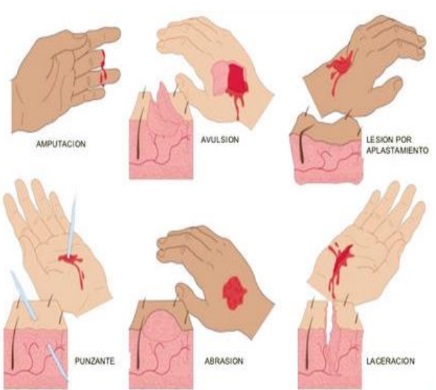 AMPUTACION
AVULSION
LESION POR
APLASTAMIENTO
PUNZANTE
ABRASION
LACERACION